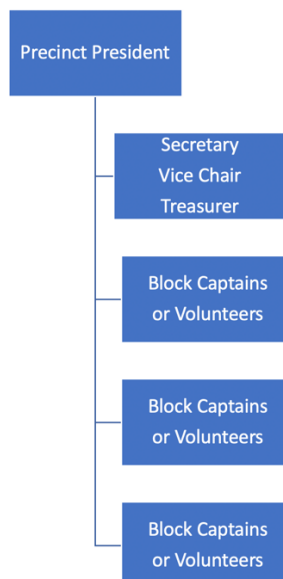 Precinct President
Secretary
Vice Chair
Treasurer
Block Captains
or Volunteers
Block Captains
or Volunteers
Block Captains
or Volunteers